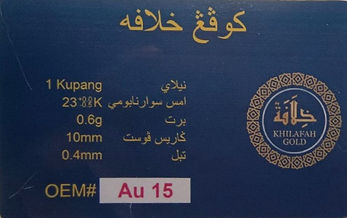 كوڤڠ خلافه
1 Kupang نيلاي
23 K امس سوارنابومي
0.6g برت
10mm ڬاريس ڤوست
0.4mm تبل
خلافة
KHILAFAH
GOLD
OEM# Au 15